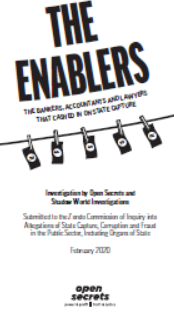 THE
ENABLERS
THE BANKERS, ACCOUNTANTS AND LAWYERS
THAT CASHED IN ON STATE CAPTURE
Investigation by Open Secrets and
Shadow World Investigations
Submitted to the Zondo Commission of Inquiry into
Allegations of State Capture, Corruption and Fraud
in the Public Sector, Including Organs of State
February 2020
open
secrets